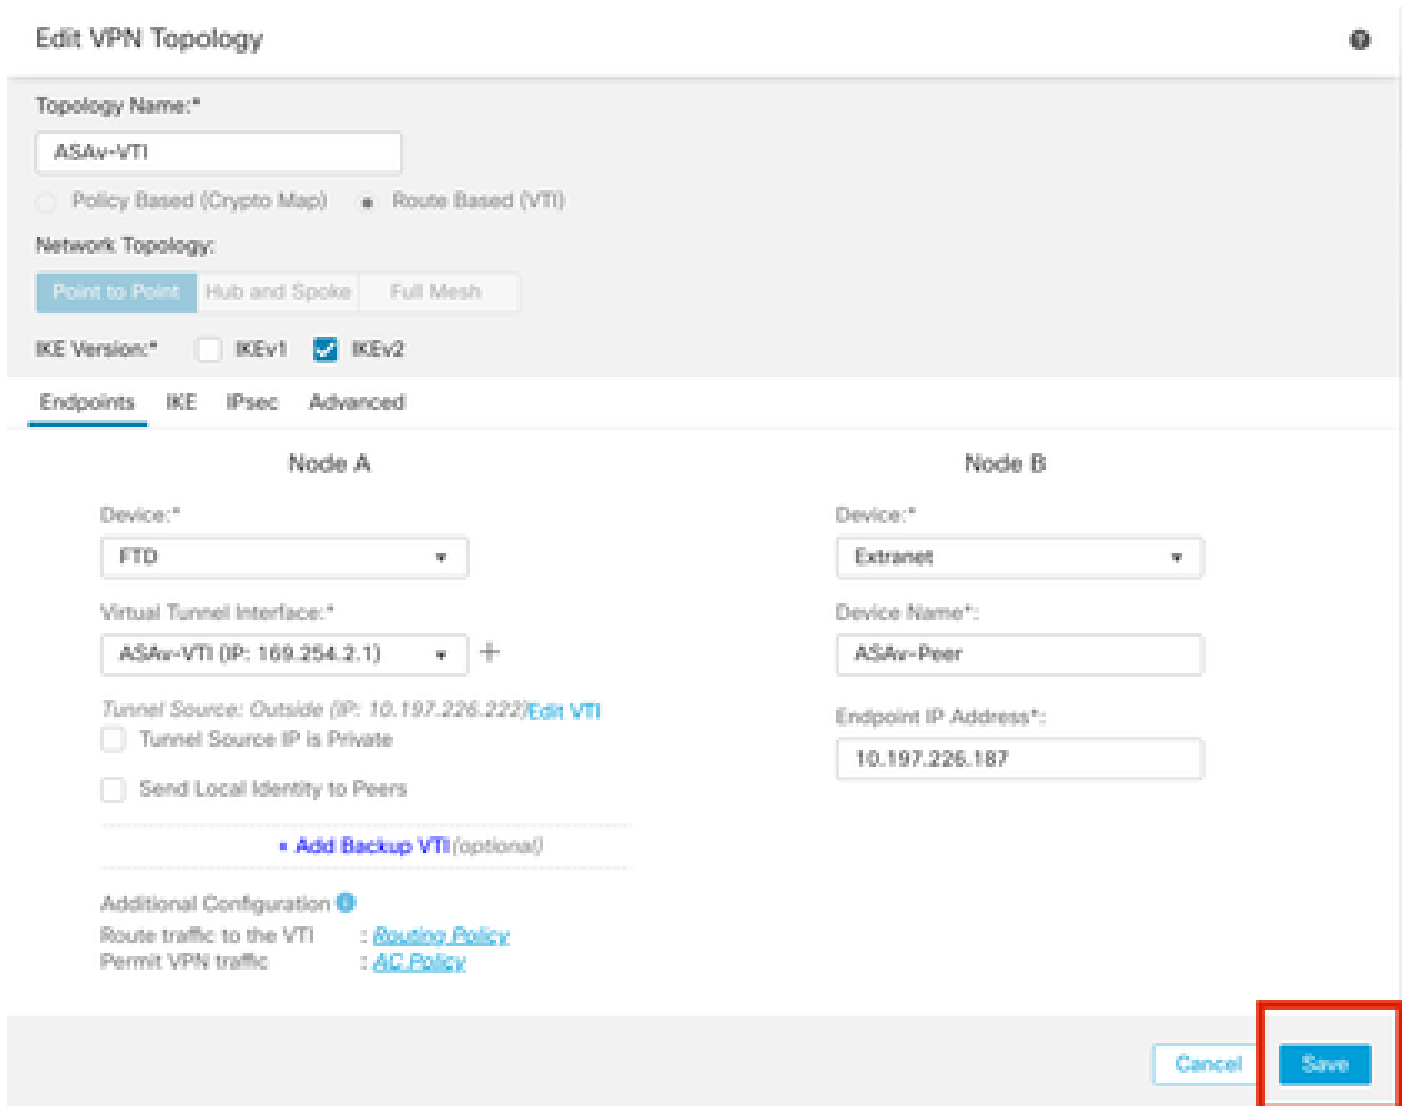 Edit VPN Topology
Topology Name:*
ASAv-VTI
Policy Based (Crypto Map) Route Based (VTI)
Network Topology:
Point to Point Hub and Spoke Full Mesh
IKE Version:* IKEv1 IKEv2
Endpoints IKE IPsec Advanced
Node A Node B
Device:* Device:*
FTD Extranet
Virtual Tunnel Interface:* Device Name*:
ASAv-VTI (IP: 169.254.2.1) + ASAv-Peer
Tunnel Source: Outside (IP: 10.197.226.222)Edit VTI Endpoint IP Address*:
Tunnel Source IP is Private 10.197.226.187
Send Local Identity to Peers
+ Add Backup VTI (optional)
Additional Configuration
Route traffic to the VTI : Routing Policy
Permit VPN traffic : AC Policy
Cancel Save